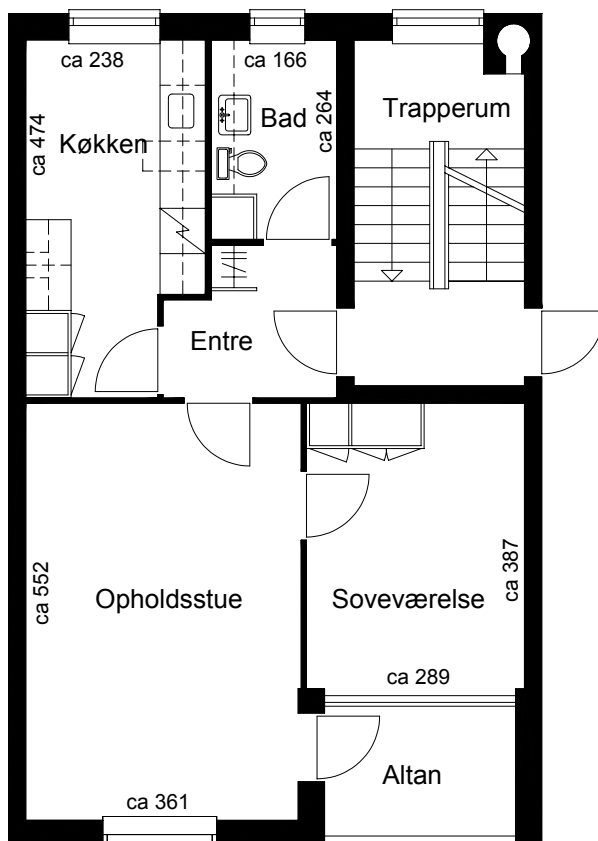 ca 238
ca 166
Trapperum
Køkken
Bad
ca 474
ca 264
Entre
ca 552
Opholdsstue
Soveværelse
ca 387
ca 289
Altan
ca 361